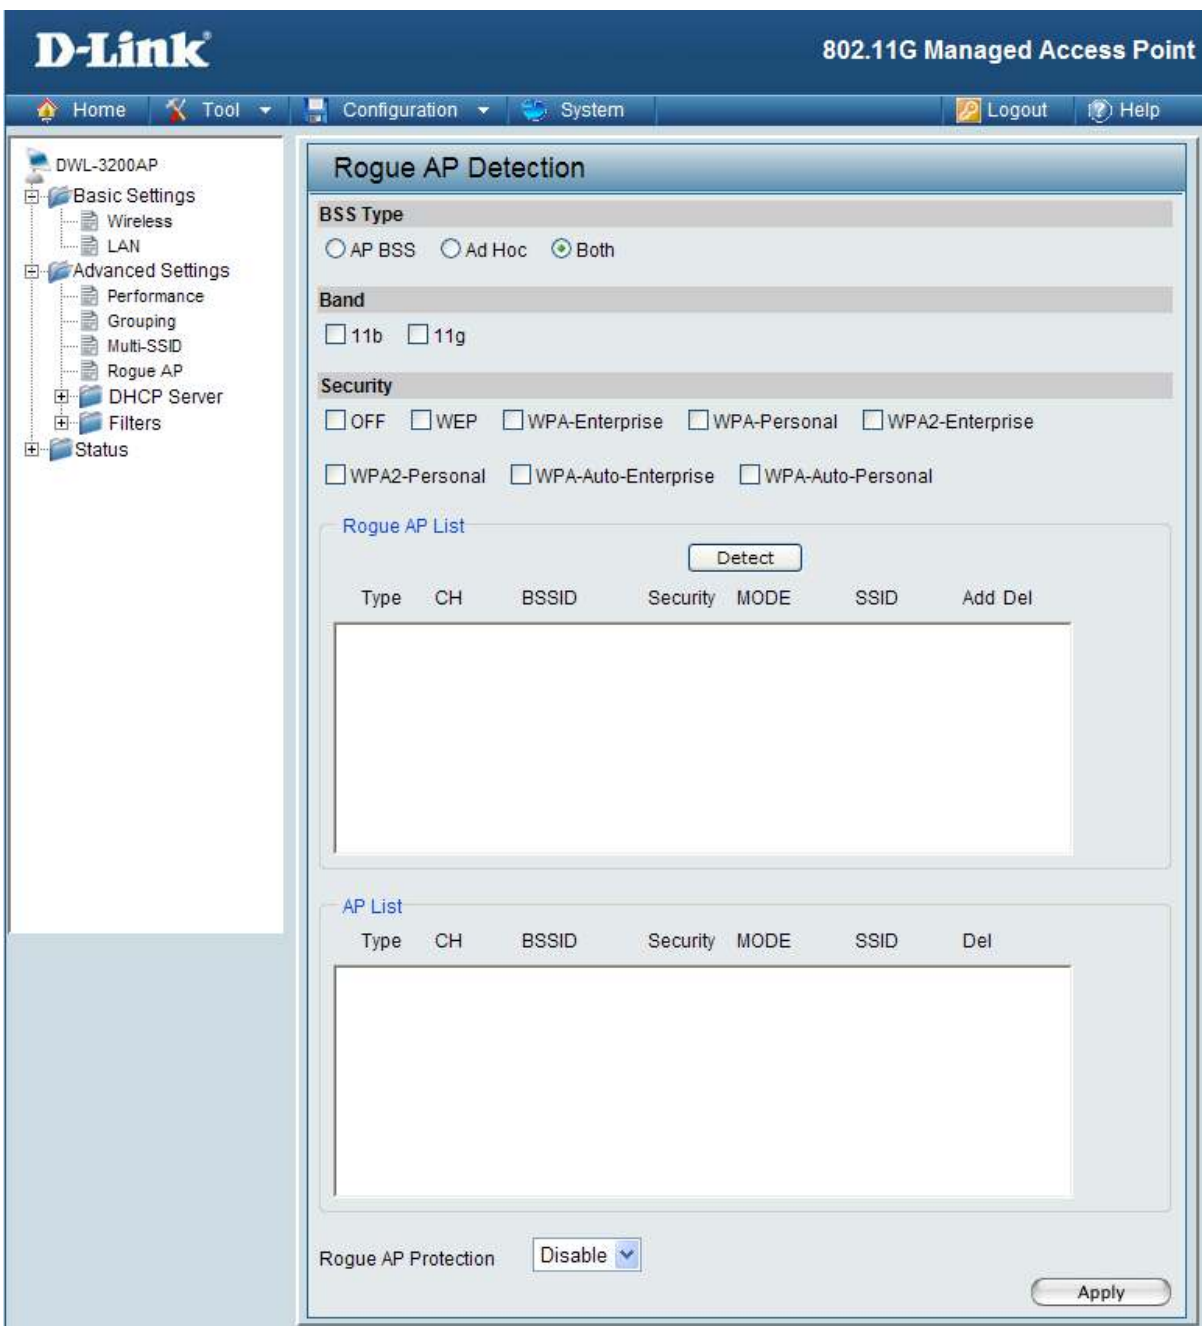 D-Link
802.11G Managed Access Point
Home Tool Configuration System Logout Help
DWL-3200AP
Basic Settings
Wireless
LAN
Advanced Settings
Performance
Grouping
Multi-SSID
Rogue AP
DHCP Server
Filters
Status
Rogue AP Detection
BSS Type
AP BSS Ad Hoc Both
Band
11b 11g
Security
OFF WEP WPA-Enterprise WPA-Personal WPA2-Enterprise
WPA2-Personal WPA-Auto-Enterprise WPA-Auto-Personal
Rogue AP List
Detect
Type CH BSSID Security MODE SSID Add Del
AP List
Type CH BSSID Security MODE SSID Del
Rogue AP Protection Disable
Apply